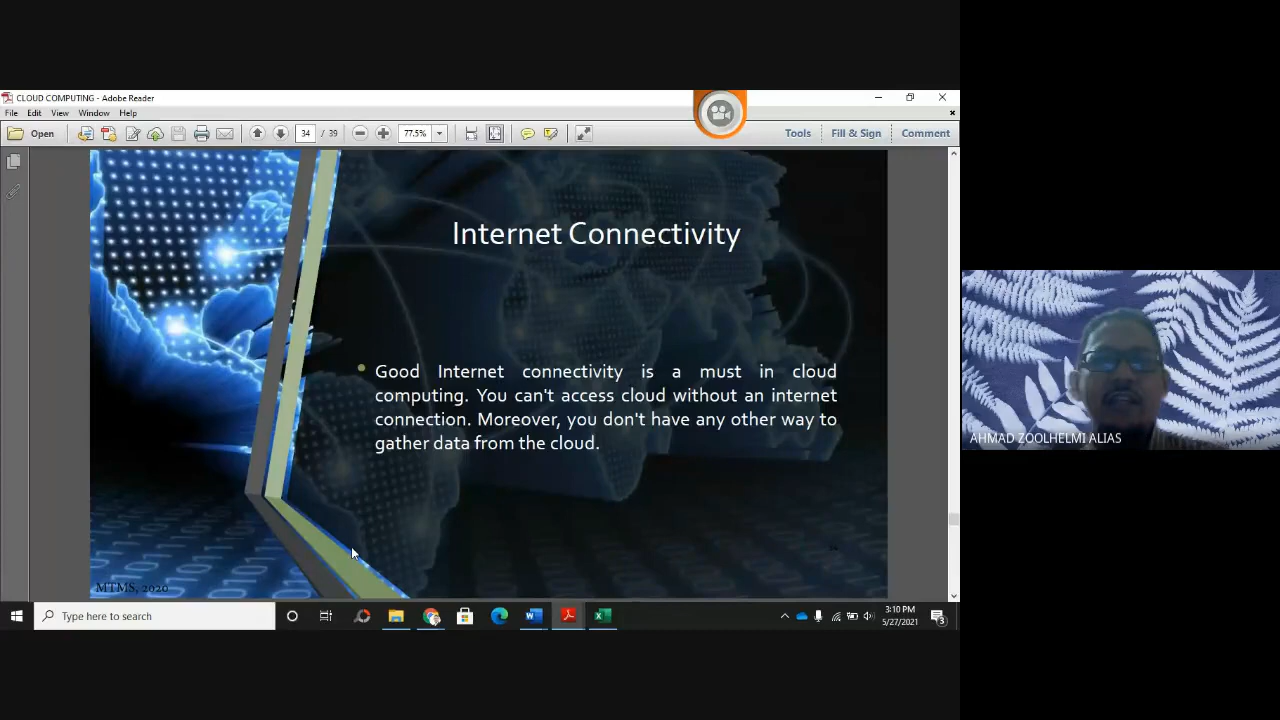 CLOUD COMPUTING - Adobe Reader
File Edit View Window Help
Open 34 / 39 77.5% Tools Fill & Sign Comment
Internet Connectivity
Good Internet connectivity is a must in cloud
computing. You can't access cloud without an internet
connection. Moreover, you don't have any other way to
gather data from the cloud.
AHMAD ZOOLHELMI ALIAS
MTMS, 2020
Type here to search
3:10 PM
5/27/2021
3